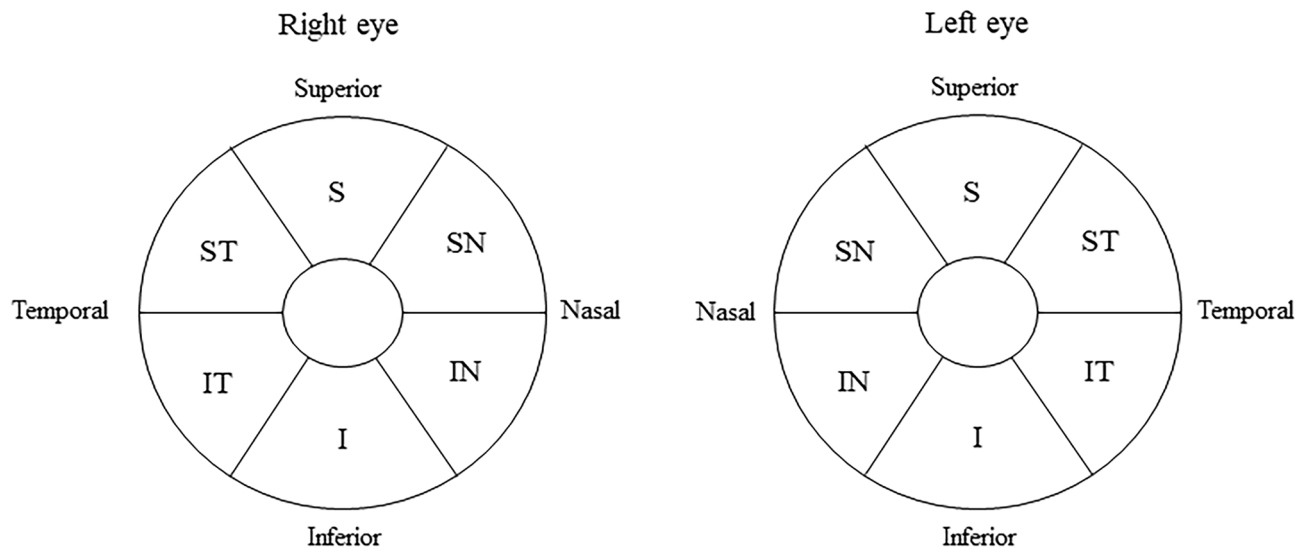 Right eye
Superior
S
ST
SN
Temporal
Nasal
IT
IN
I
Inferior
Left eye
Superior
S
SN
ST
Nasal
Temporal
IN
IT
I
Inferior